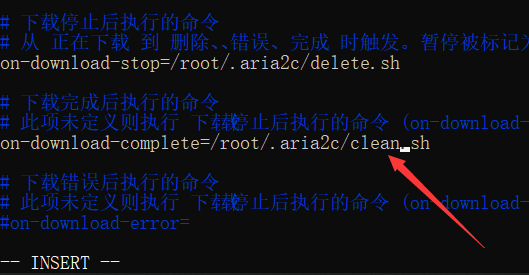 # 下载停止后执行的命令
# 从 正在下载 到 删除、错误、完成 时触发。暂停被标记为
on-download-stop=/root/.aria2c/delete.sh
# 下载完成后执行的命令
# 此项未定义则执行 下载停止后执行的命令 (on-download-
on-download-complete=/root/.aria2c/clean.sh
# 下载错误后执行的命令
# 此项未定义则执行 下载停止后执行的命令 (on-download-
#on-download-error=
-- INSERT --